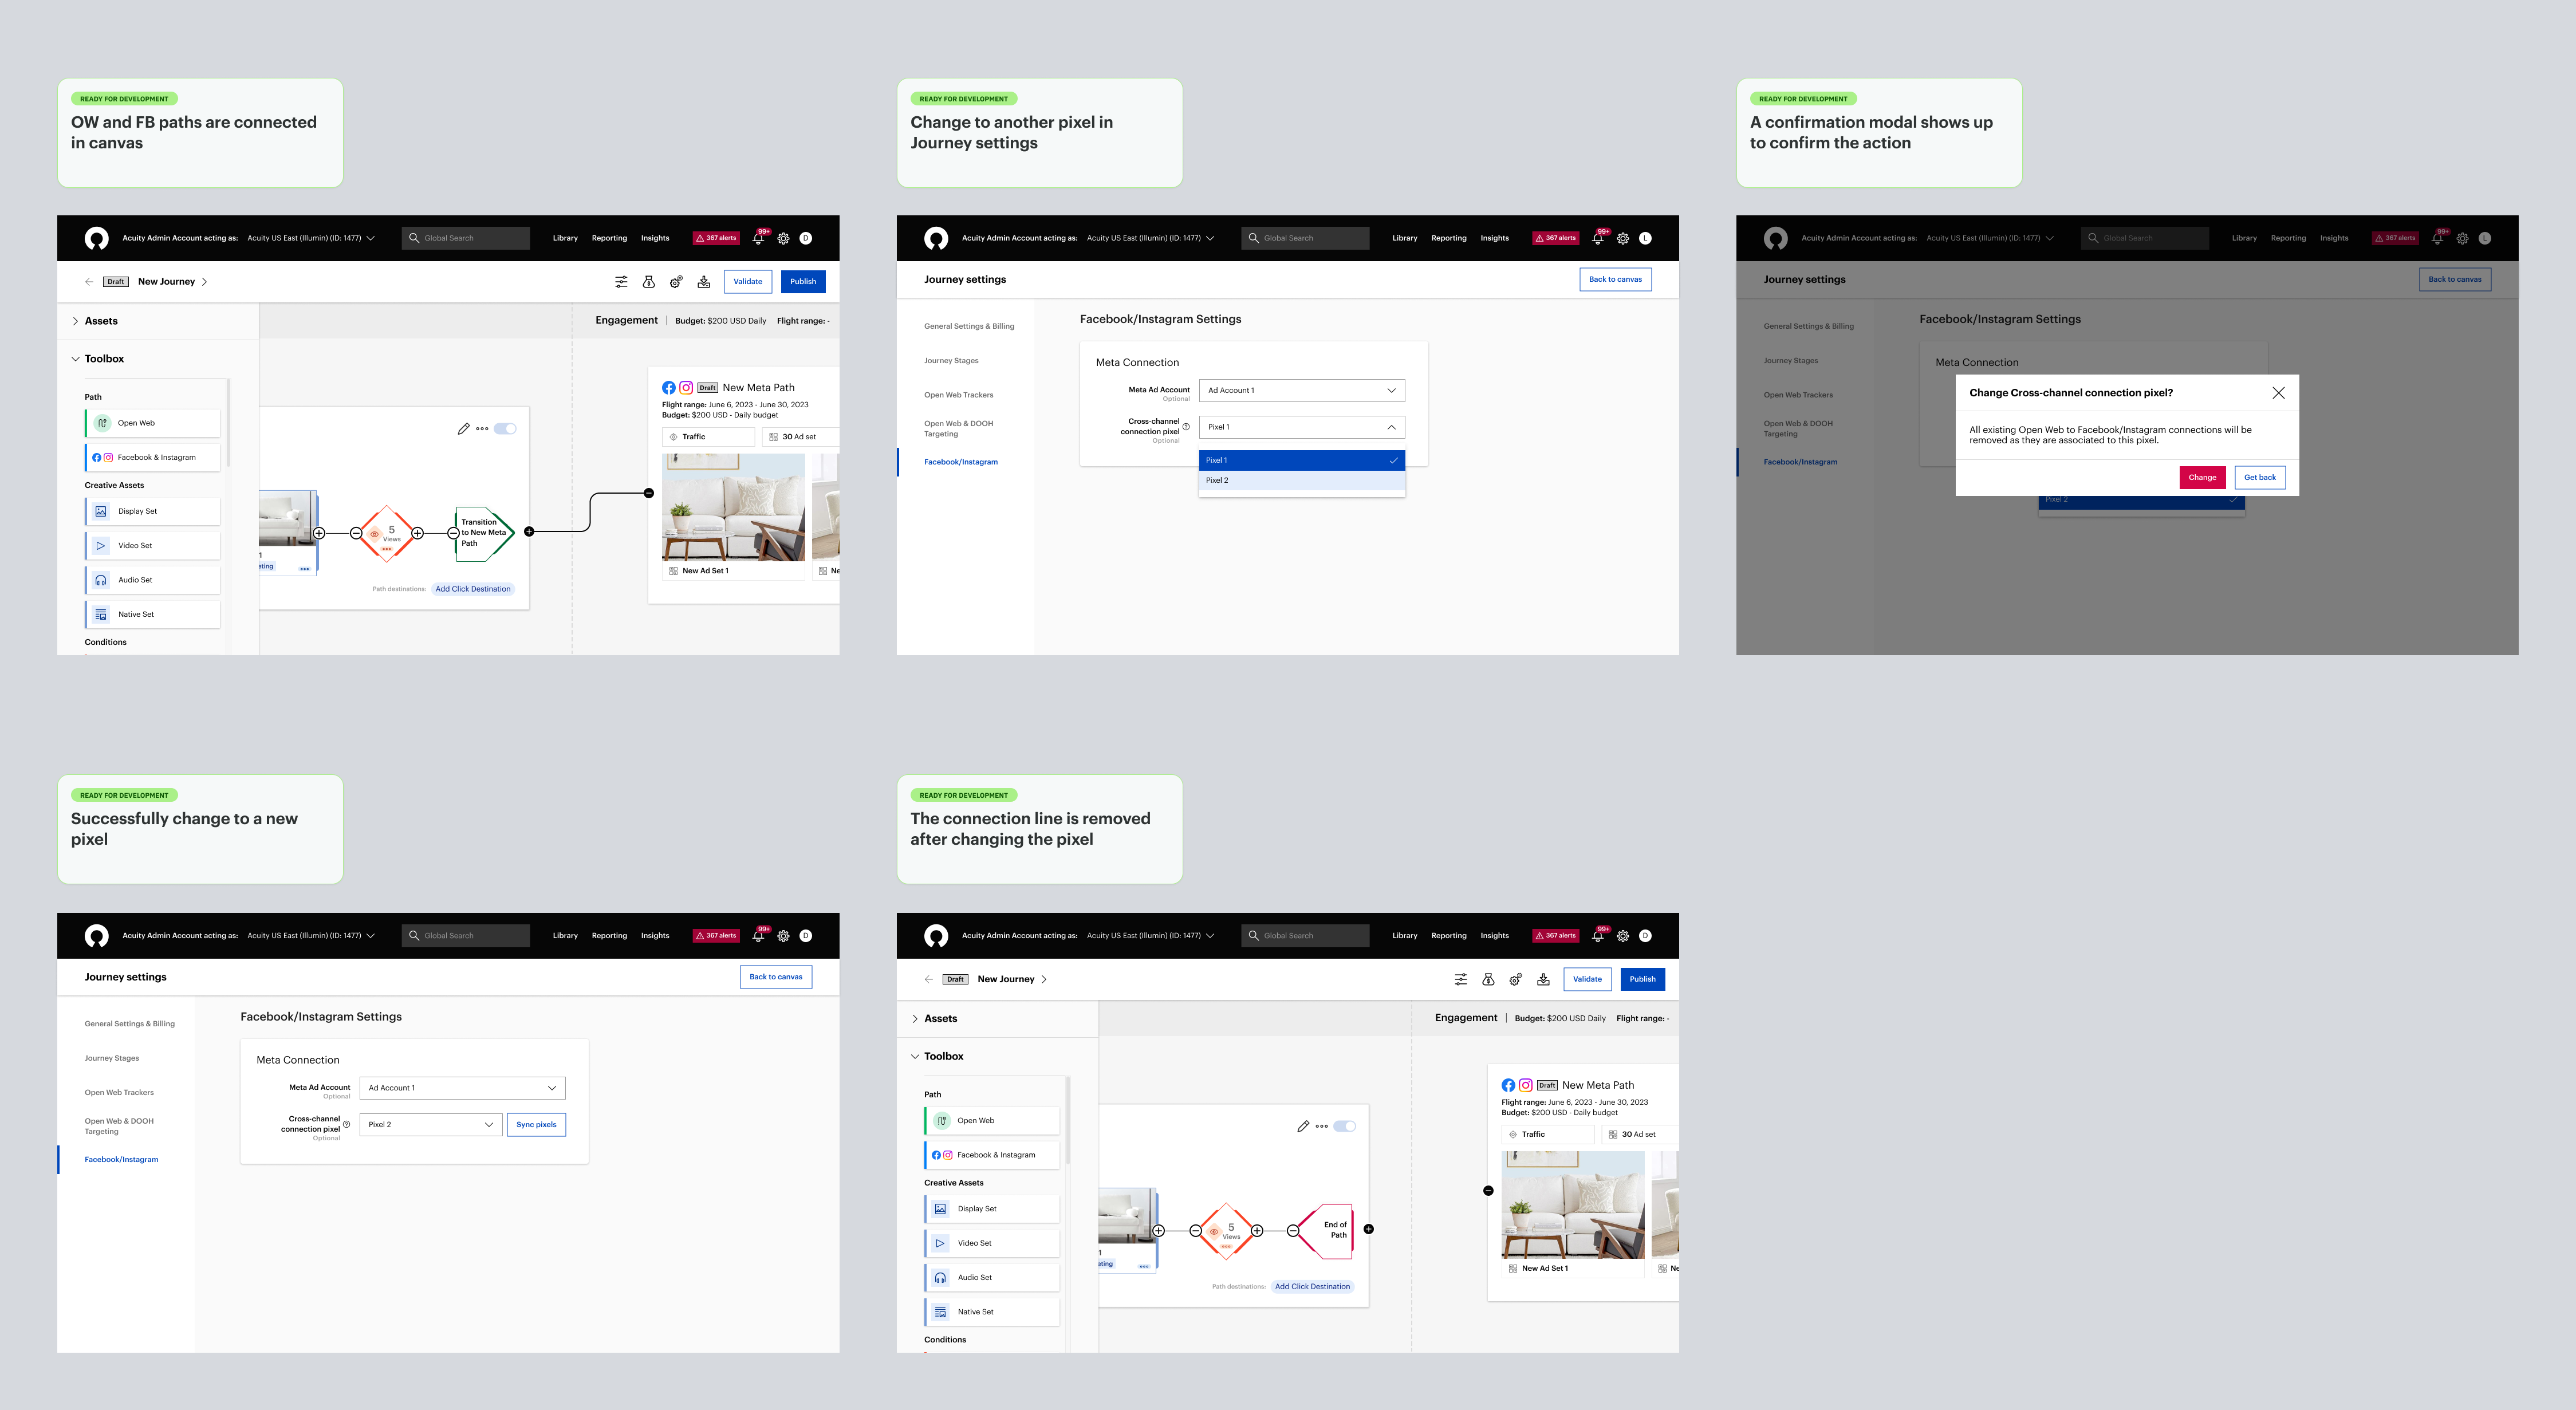 READY FOR DEVELOPMENT
OW and FB paths are connected
in canvas
Acuity Admin Account acting as: Acuity US East (Illumin) (ID: 1477)
Global Search
Library Reporting Insights
367 alerts
99+
D
Draft New Journey
Validate Publish
Assets
Toolbox
Path
Open Web
Facebook & Instagram
Creative Assets
Display Set
Video Set
Audio Set
Native Set
Conditions
Engagement Budget: $200 USD Daily Flight range: -
5
Views
Transition
to New Meta
Path
1
eting
Path destinations: Add Click Destination
Draft New Meta Path
Flight range: June 6, 2023 - June 30, 2023
Budget: $200 USD - Daily budget
Traffic 30 Ad set
New Ad Set 1 Ne
READY FOR DEVELOPMENT
Change to another pixel in
Journey settings
Acuity Admin Account acting as: Acuity US East (Illumin) (ID: 1477)
Global Search
Library Reporting Insights
367 alerts
99+
L
Journey settings
Back to canvas
General Settings & Billing
Journey Stages
Open Web Trackers
Open Web & DOOH
Targeting
Facebook/Instagram
Facebook/Instagram Settings
Meta Connection
Meta Ad Account
Optional
Ad Account 1
Cross-channel
connection pixel
Optional
Pixel 1
Pixel 1
Pixel 2
READY FOR DEVELOPMENT
A confirmation modal shows up
to confirm the action
Acuity Admin Account acting as: Acuity US East (Illumin) (ID: 1477)
Global Search
Library Reporting Insights
367 alerts
99+
L
Journey settings
Back to canvas
General Settings & Billing
Journey Stages
Open Web Trackers
Open Web & DOOH
Targeting
Facebook/Instagram
Facebook/Instagram Settings
Meta Connection
Change Cross-channel connection pixel?
All existing Open Web to Facebook/Instagram connections will be
removed as they are associated to this pixel.
Change Get back
Pixel 2
READY FOR DEVELOPMENT
Successfully change to a new
pixel
Acuity Admin Account acting as: Acuity US East (Illumin) (ID: 1477)
Global Search
Library Reporting Insights
367 alerts
99+
D
Journey settings
Back to canvas
General Settings & Billing
Journey Stages
Open Web Trackers
Open Web & DOOH
Targeting
Facebook/Instagram
Facebook/Instagram Settings
Meta Connection
Meta Ad Account
Optional
Ad Account 1
Cross-channel
connection pixel
Optional
Pixel 2
Sync pixels
READY FOR DEVELOPMENT
The connection line is removed
after changing the pixel
Acuity Admin Account acting as: Acuity US East (Illumin) (ID: 1477)
Global Search
Library Reporting Insights
367 alerts
99+
D
Draft New Journey
Validate Publish
Assets
Toolbox
Path
Open Web
Facebook & Instagram
Creative Assets
Display Set
Video Set
Audio Set
Native Set
Conditions
Engagement Budget: $200 USD Daily Flight range: -
5
Views
End of
Path
1
eting
Path destinations: Add Click Destination
Draft New Meta Path
Flight range: June 6, 2023 - June 30, 2023
Budget: $200 USD - Daily budget
Traffic 30 Ad set
New Ad Set 1 Ne